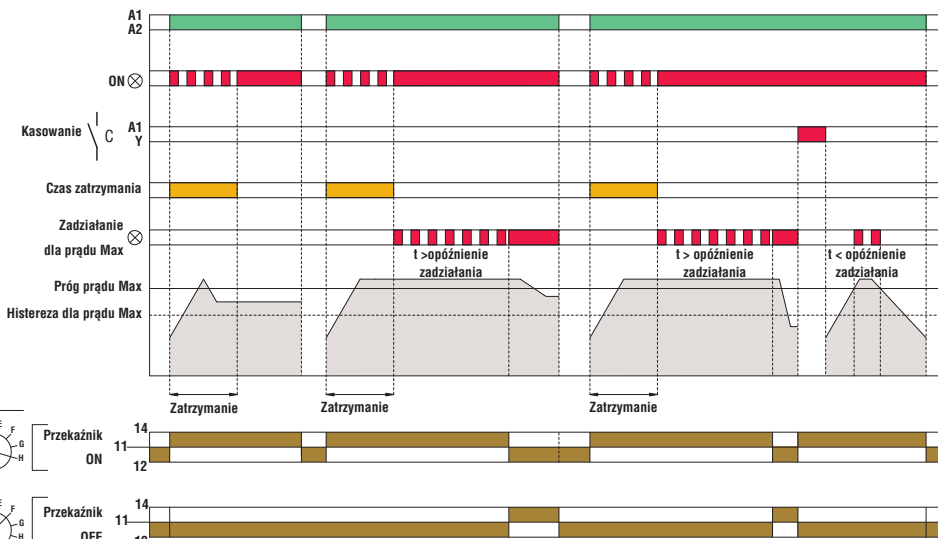 A1
A2
ON
Kasowanie C A1
Y
Czas zatrzymania
Zadziałanie
dla prądu Max
t >opóźnienie
zadziałania
t > opóźnienie
zadziałania
t < opóźnienie
zadziałania
Próg prądu Max
Histereza dla prądu Max
Zatrzymanie Zatrzymanie Zatrzymanie
E
F
G
H
Przekaźnik
ON
14
11
12
E
F
G
H
Przekaźnik
OFF
14
11